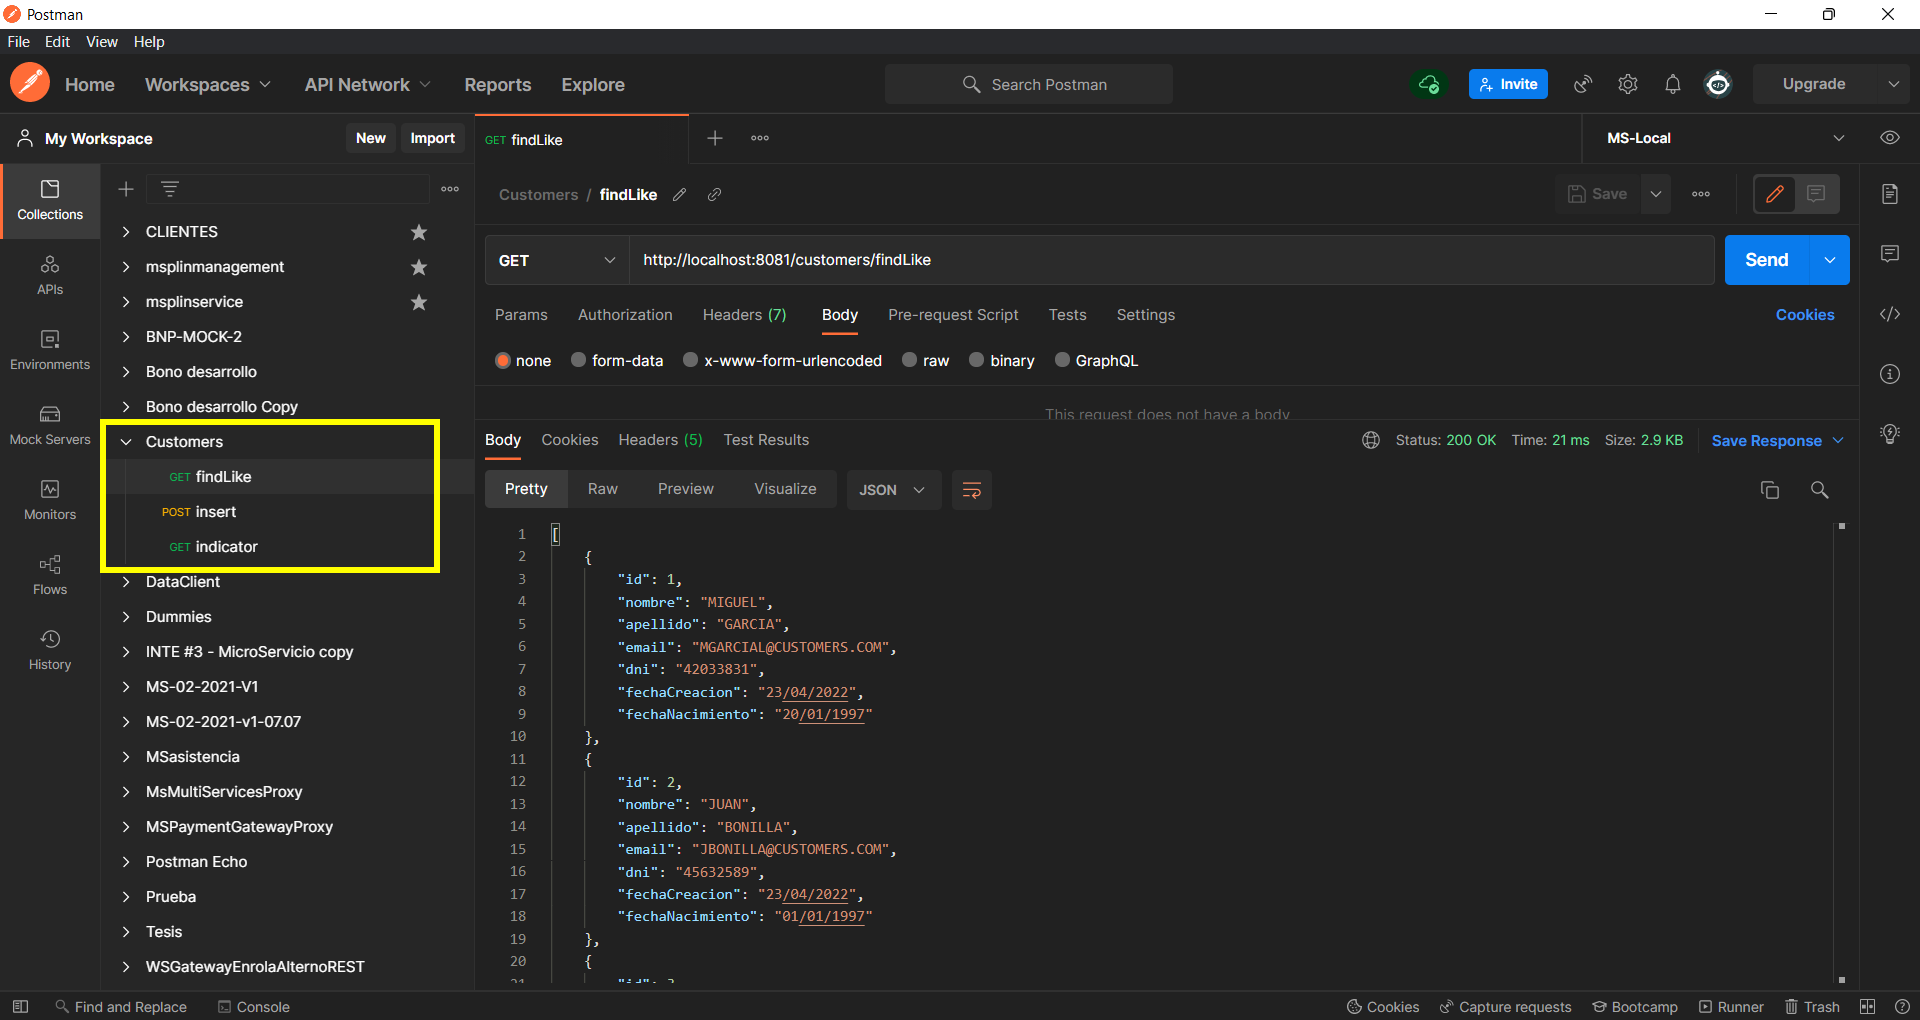 Postman
File Edit View Help
Home Workspaces API Network Reports Explore Search Postman Invite Upgrade
My Workspace New Import GET findLike MS-Local
Customers / findLike Save
Collections
APIs
Environments
Mock Servers
Monitors
Flows
History
CLIENTES
msplinmanagement
msplinservice
BNP-MOCK-2
Bono desarrollo
Bono desarrollo Copy
Customers
GET findLike
POST insert
GET indicator
DataClient
Dummies
INTE #3 - MicroServicio copy
MS-02-2021-V1
MS-02-2021-v1-07.07
MSasistencia
MsMultiServicesProxy
MSPaymentGatewayProxy
Postman Echo
Prueba
Tesis
WSGatewayEnrolaAlternoREST
GET http://localhost:8081/customers/findLike Send
Params Authorization Headers (7) Body Pre-request Script Tests Settings Cookies
none form-data x-www-form-urlencoded raw binary GraphQL
This request does not have a body
Body Cookies Headers (5) Test Results Status: 200 OK Time: 21 ms Size: 2.9 KB Save Response
Pretty Raw Preview Visualize JSON
1 [
2 {
3 "id": 1,
4 "nombre": "MIGUEL",
5 "apellido": "GARCIA",
6 "email": "MGARCIAL@CUSTOMERS.COM",
7 "dni": "42033831",
8 "fechaCreacion": "23/04/2022",
9 "fechaNacimiento": "20/01/1997"
10 },
11 {
12 "id": 2,
13 "nombre": "JUAN",
14 "apellido": "BONILLA",
15 "email": "JBONILLA@CUSTOMERS.COM",
16 "dni": "45632589",
17 "fechaCreacion": "23/04/2022",
18 "fechaNacimiento": "01/01/1997"
19 },
20 {
Find and Replace Console Cookies Capture requests Bootcamp Runner Trash